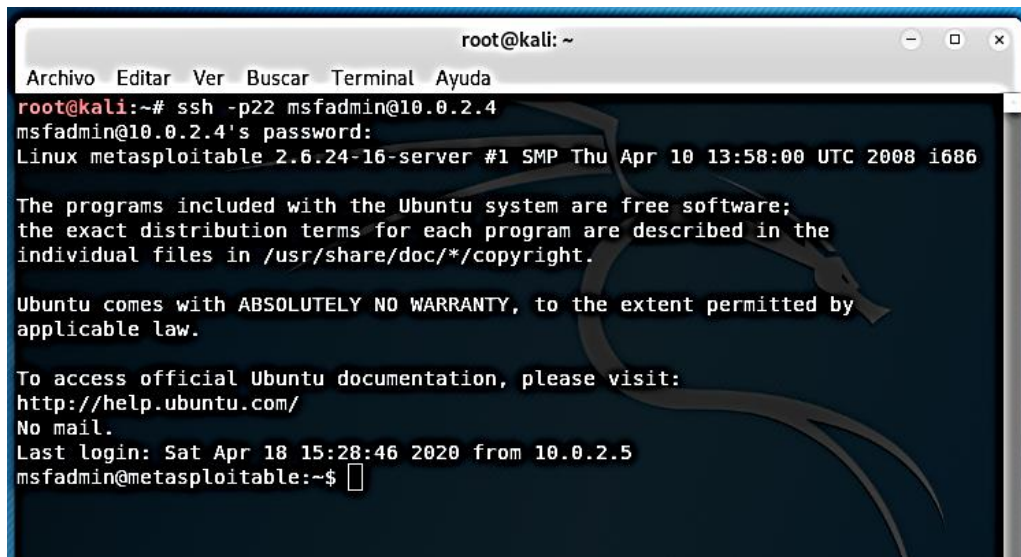 root@kali: ~
Archivo Editar Ver Buscar Terminal Ayuda
root@kali:~# ssh -p22 msfadmin@10.0.2.4
msfadmin@10.0.2.4's password:
Linux metasploitable 2.6.24-16-server #1 SMP Thu Apr 10 13:58:00 UTC 2008 i686
The programs included with the Ubuntu system are free software;
the exact distribution terms for each program are described in the
individual files in /usr/share/doc/*/copyright.
Ubuntu comes with ABSOLUTELY NO WARRANTY, to the extent permitted by
applicable law.
To access official Ubuntu documentation, please visit:
http://help.ubuntu.com/
No mail.
Last login: Sat Apr 18 15:28:46 2020 from 10.0.2.5
msfadmin@metasploitable:~$